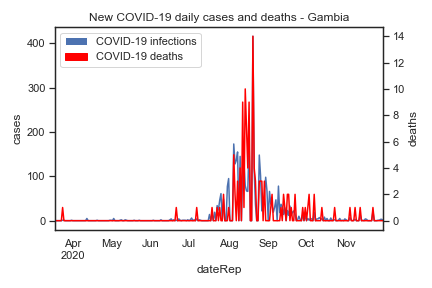 New COVID-19 daily cases and deaths - Gambia
COVID-19 infections
COVID-19 deaths
400
300
200
100
0
cases
14
12
10
8
6
4
2
0
deaths
Apr May Jun Jul Aug Sep Oct Nov
2020
dateRep